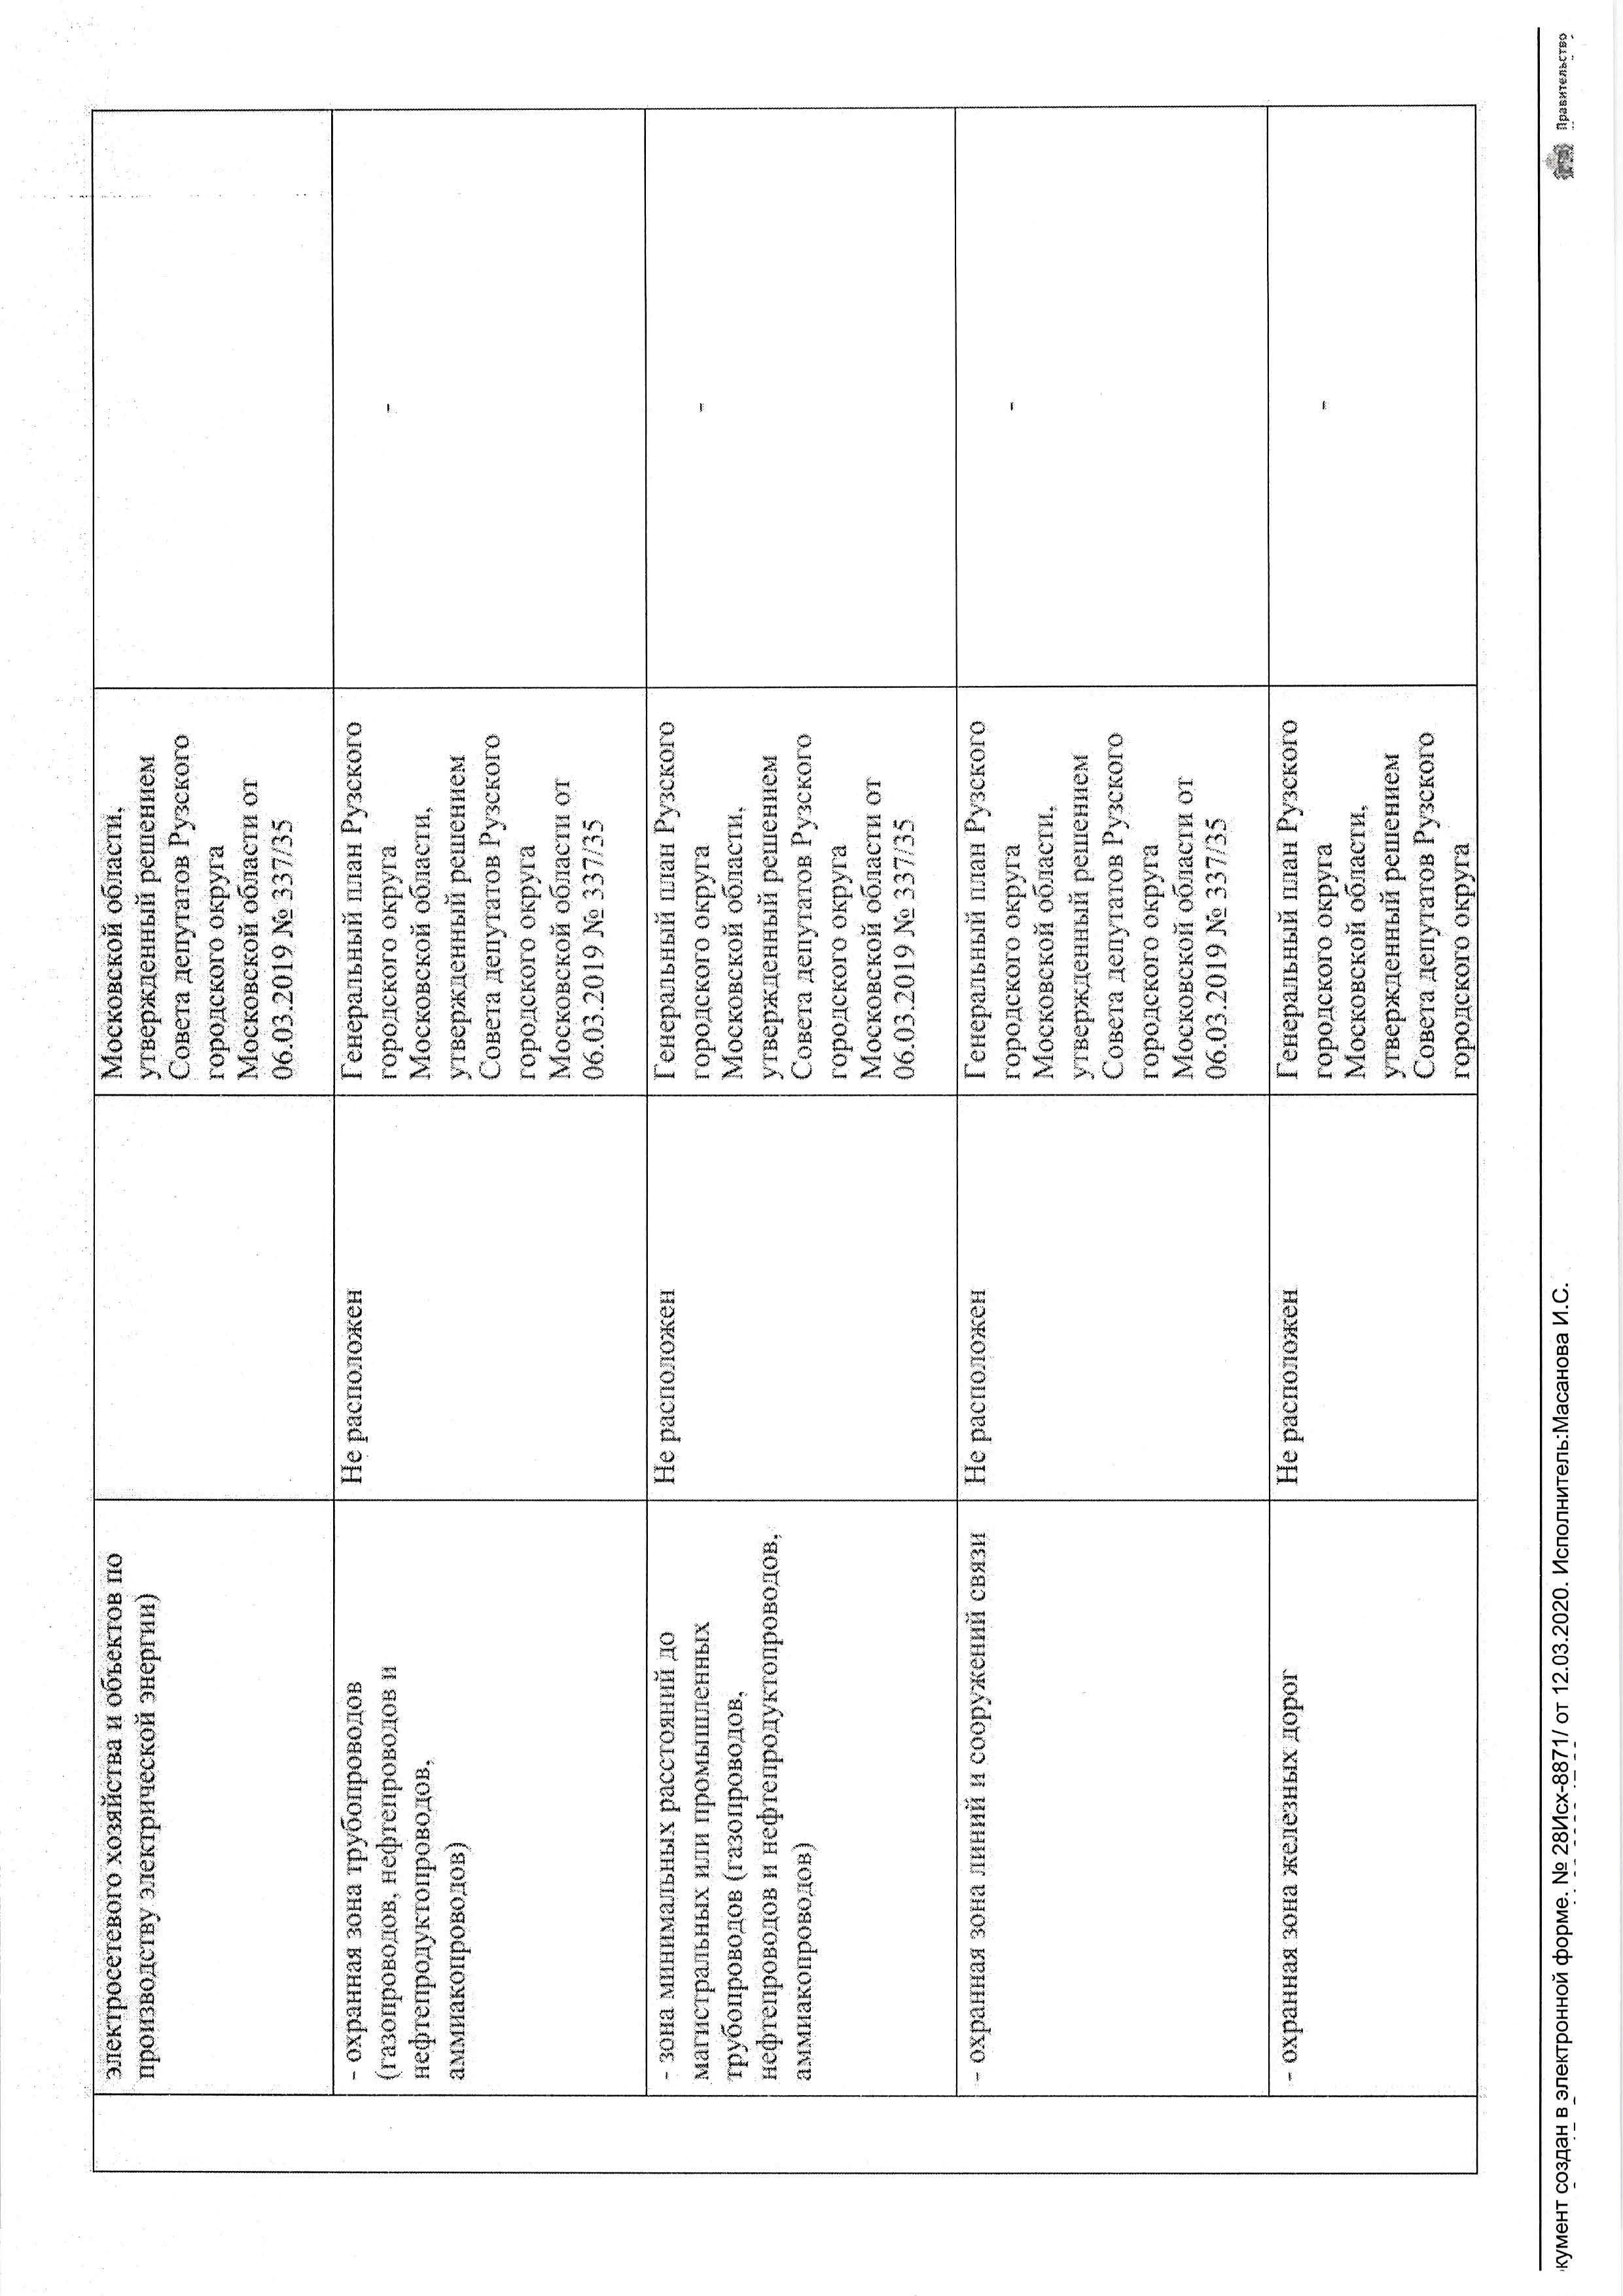 электросетевого хозяйства и объектов по
производству электрической энергии)
Московской области,
утвержденный решением
Совета депутатов Рузского
городского округа
Московской области от
06.03.2019 № 337/35
- охранная зона трубопроводов
(газопроводов, нефтепроводов и
нефтепродуктопроводов,
аммиакопроводов)
Не расположен
Генеральный план Рузского
городского округа
Московской области,
утвержденный решением
Совета депутатов Рузского
городского округа
Московской области от
06.03.2019 № 337/35
-
- зона минимальных расстояний до
магистральных или промышленных
трубопроводов (газопроводов,
нефтепроводов и нефтепродуктопроводов,
аммиакопроводов)
Не расположен
Генеральный план Рузского
городского округа
Московской области,
утвержденный решением
Совета депутатов Рузского
городского округа
Московской области от
06.03.2019 № 337/35
-
- охранная зона линий и сооружений связи
Не расположен
Генеральный план Рузского
городского округа
Московской области,
утвержденный решением
Совета депутатов Рузского
городского округа
Московской области от
06.03.2019 № 337/35
-
- охранная зона железных дорог
Не расположен
Генеральный план Рузского
городского округа
Московской области,
утвержденный решением
Совета депутатов Рузского
городского округа
-
кумент создан в электронной форме. № 28Исх-8871/ от 12.03.2020. Исполнитель:Масанова И.С.
Правительство